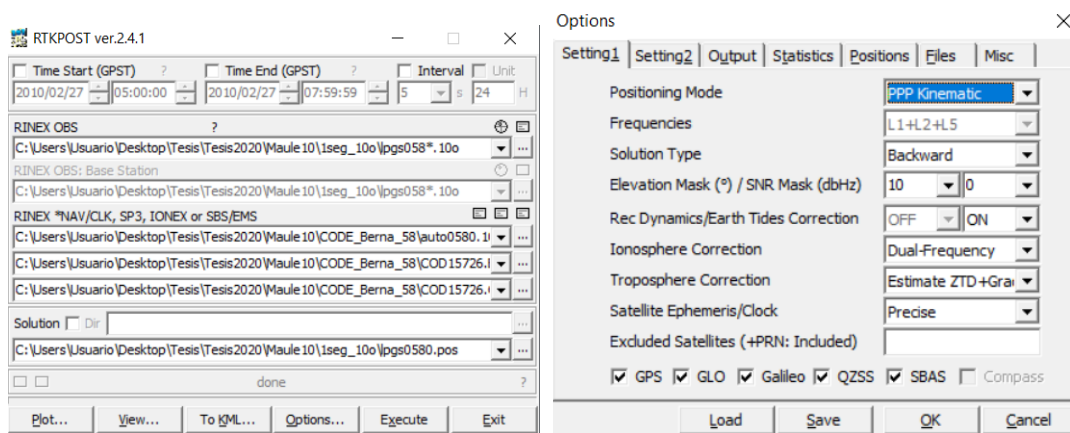 RTKPOST ver.2.4.1
Time Start (GPST) ? Time End (GPST) ? Interval Unit
2010/02/27 05:00:00 2010/02/27 07:59:59 5 s 24 H
RINEX OBS ?
C:\Users\Usuario\Desktop\Tesis\Tesis2020\Maule10\1seg_10o\lpgs058*.10o
RINEX OBS: Base Station
C:\Users\Usuario\Desktop\Tesis\Tesis2020\Maule10\1seg_10o\lpgs058*.10o
RINEX *NAV/CLK, SP3, IONEX or SBS/EMS
C:\Users\Usuario\Desktop\Tesis\Tesis2020\Maule10\CODE_Berna_58\auto0580.1
C:\Users\Usuario\Desktop\Tesis\Tesis2020\Maule10\CODE_Berna_58\COD15726.
C:\Users\Usuario\Desktop\Tesis\Tesis2020\Maule10\CODE_Berna_58\COD15726.
Solution Dir
C:\Users\Usuario\Desktop\Tesis\Tesis2020\Maule10\1seg_10o\lpgs0580.pos
done ?
Plot... View... To KML... Options... Execute Exit
Options
Setting1 Setting2 Output Statistics Positions Files Misc
Positioning Mode PPP Kinematic
Frequencies L1+L2+L5
Solution Type Backward
Elevation Mask (°) / SNR Mask (dbHz) 10 0
Rec Dynamics/Earth Tides Correction OFF ON
Ionosphere Correction Dual-Frequency
Troposphere Correction Estimate ZTD+Gra
Satellite Ephemeris/Clock Precise
Excluded Satellites (+PRN: Included)
GPS GLO Galileo QZSS SBAS Compass
Load Save OK Cancel